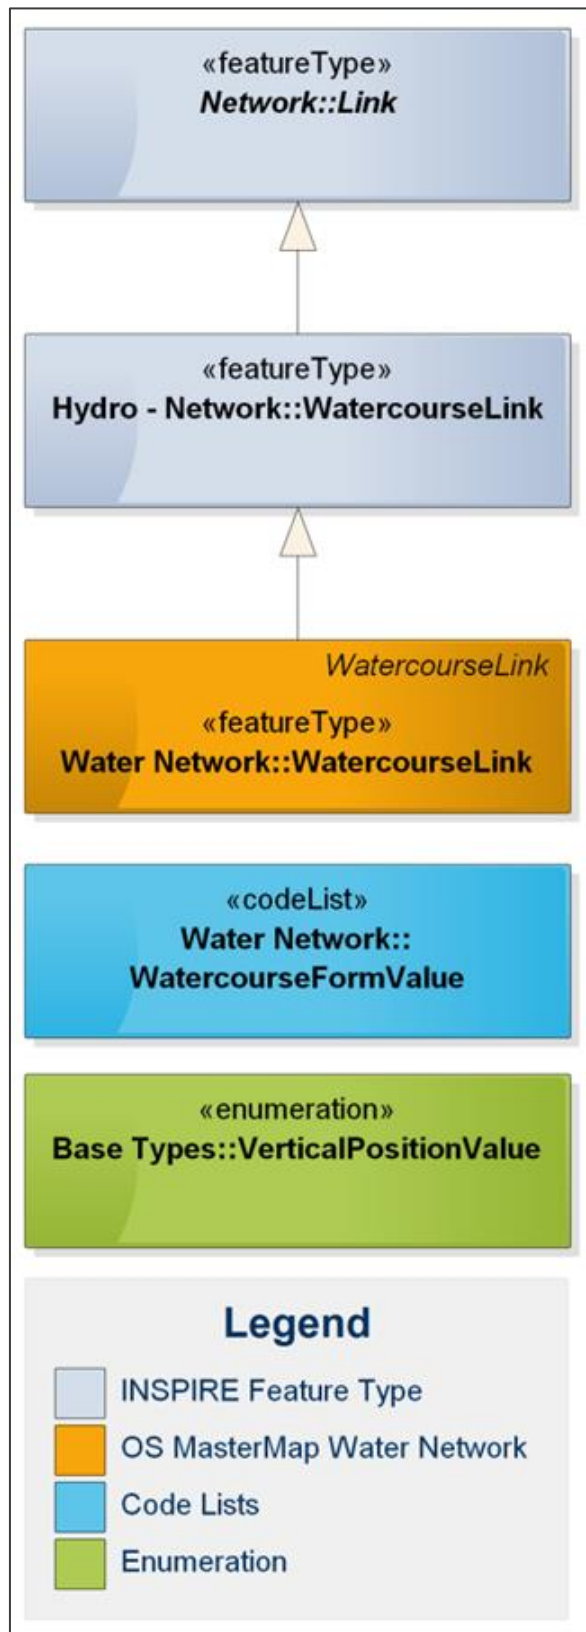 «featureType»
Network::Link
«featureType»
Hydro - Network::WatercourseLink
WatercourseLink
«featureType»
Water Network::WatercourseLink
«codeList»
Water Network::
WatercourseFormValue
«enumeration»
Base Types::VerticalPositionValue
Legend
INSPIRE Feature Type
OS MasterMap Water Network
Code Lists
Enumeration